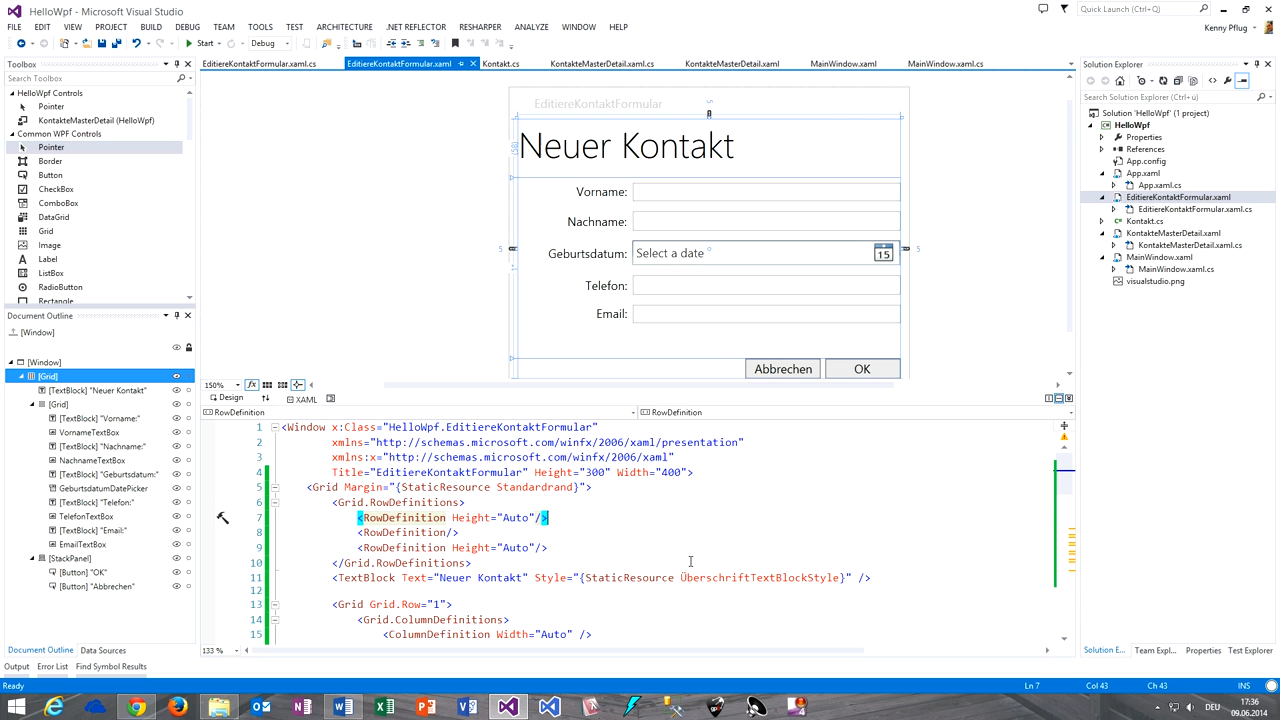 HelloWpf - Microsoft Visual Studio
Quick Launch (Ctrl+Q)
FILE EDIT VIEW PROJECT BUILD DEBUG TEAM TOOLS TEST ARCHITECTURE .NET REFLECTOR RESHARPER ANALYZE WINDOW HELP
Kenny Pflug
Start Debug
Toolbox
EditiereKontaktFormular.xaml.cs EditiereKontaktFormular.xaml Kontakt.cs KontakteMasterDetail.xaml.cs KontakteMasterDetail.xaml MainWindow.xaml MainWindow.xaml.cs
Solution Explorer
Search Toolbox
HelloWpf Controls
Pointer
KontakteMasterDetail (HelloWpf)
Common WPF Controls
Pointer
Border
Button
CheckBox
ComboBox
DataGrid
Grid
Image
Label
ListBox
RadioButton
Rectangle
Document Outline
[Window]
[Window]
[Grid]
[TextBlock] "Neuer Kontakt"
[Grid]
[TextBlock] "Vorname:"
VornameTextBox
[TextBlock] "Nachname:"
NachnameTextBox
[TextBlock] "Geburtsdatum:"
GeburtsdatumDatePicker
[TextBlock] "Telefon:"
TelefonTextBox
[TextBlock] "Email:"
EmailTextBox
[StackPanel]
[Button] "OK"
[Button] "Abbrechen"
Document Outline Data Sources
EditiereKontaktFormular
5
(58)
Neuer Kontakt
Vorname:
Nachname:
Geburtsdatum: Select a date 15
5 5
1*
Telefon:
Email:
Abbrechen OK
150% fx
Design XAML
RowDefinition RowDefinition
1 <Window x:Class="HelloWpf.EditiereKontaktFormular"
2 xmlns="http://schemas.microsoft.com/winfx/2006/xaml/presentation"
3 xmlns:x="http://schemas.microsoft.com/winfx/2006/xaml"
4 Title="EditiereKontaktFormular" Height="300" Width="400">
5 <Grid Margin="{StaticResource Standardrand}">
6 <Grid.RowDefinitions>
7 <RowDefinition Height="Auto"/>
8 <RowDefinition/>
9 <RowDefinition Height="Auto"/>
10 </Grid.RowDefinitions>
11 <TextBlock Text="Neuer Kontakt" Style="{StaticResource ÜberschriftTextBlockStyle}" />
12
13 <Grid Grid.Row="1">
14 <Grid.ColumnDefinitions>
15 <ColumnDefinition Width="Auto" />
133 %
Search Solution Explorer (Ctrl+ü)
Solution 'HelloWpf' (1 project)
HelloWpf
Properties
References
App.config
App.xaml
App.xaml.cs
EditiereKontaktFormular.xaml
EditiereKontaktFormular.xaml.cs
Kontakt.cs
KontakteMasterDetail.xaml
KontakteMasterDetail.xaml.cs
MainWindow.xaml
MainWindow.xaml.cs
visualstudio.png
Solution E... Team Expl... Properties Test Explorer
Output Error List Find Symbol Results
Ready Ln 7 Col 43 Ch 43 INS
DEU 17:36
09.06.2014